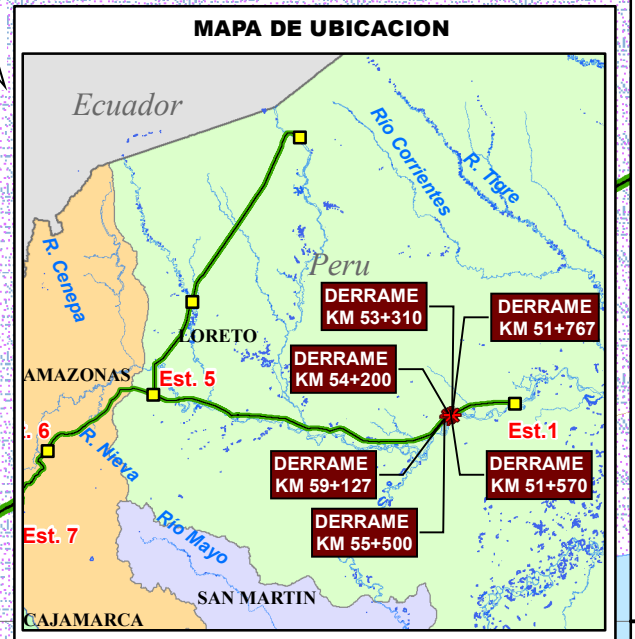 MAPA DE UBICACION
Ecuador
Río Corrientes
R. Tigre
R. Cenepa
Peru
DERRAME
KM 53+310
DERRAME
KM 51+767
LORETO
DERRAME
KM 54+200
AMAZONAS
Est. 5
Est.1
. 6
R. Nieva
DERRAME
KM 59+127
DERRAME
KM 51+570
DERRAME
KM 55+500
Est. 7
Río Mayo
SAN MARTIN
CAJAMARCA